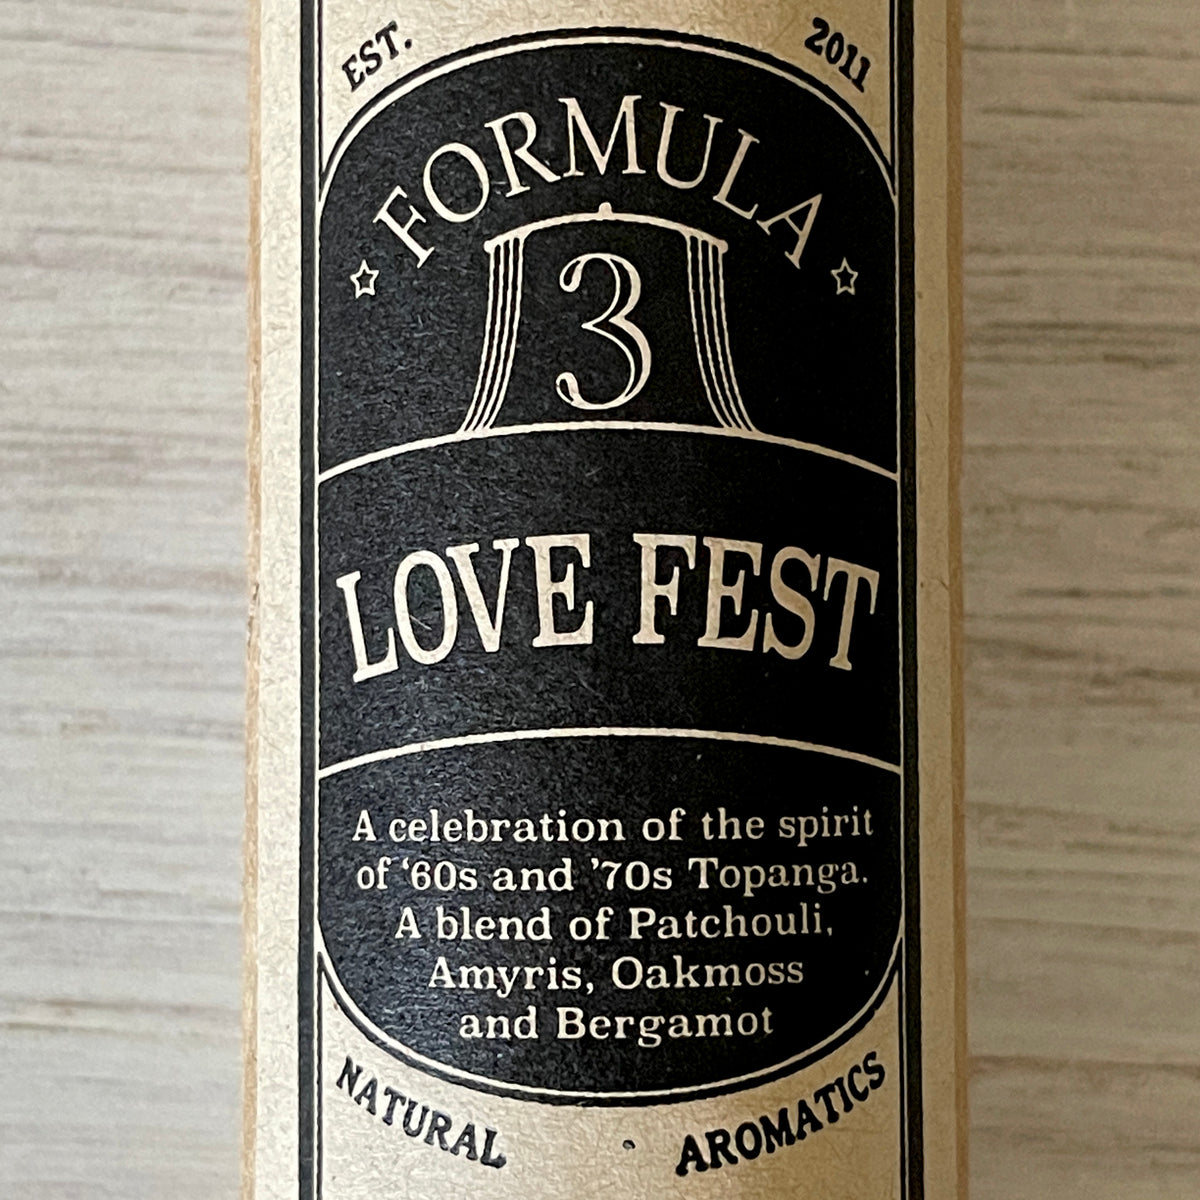 EST. 2011
FORMULA
3
LOVE FEST
A celebration of the spirit
of ‘60s and ’70s Topanga.
A blend of Patchouli,
Amyris, Oakmoss
and Bergamot
NATURAL AROMATICS